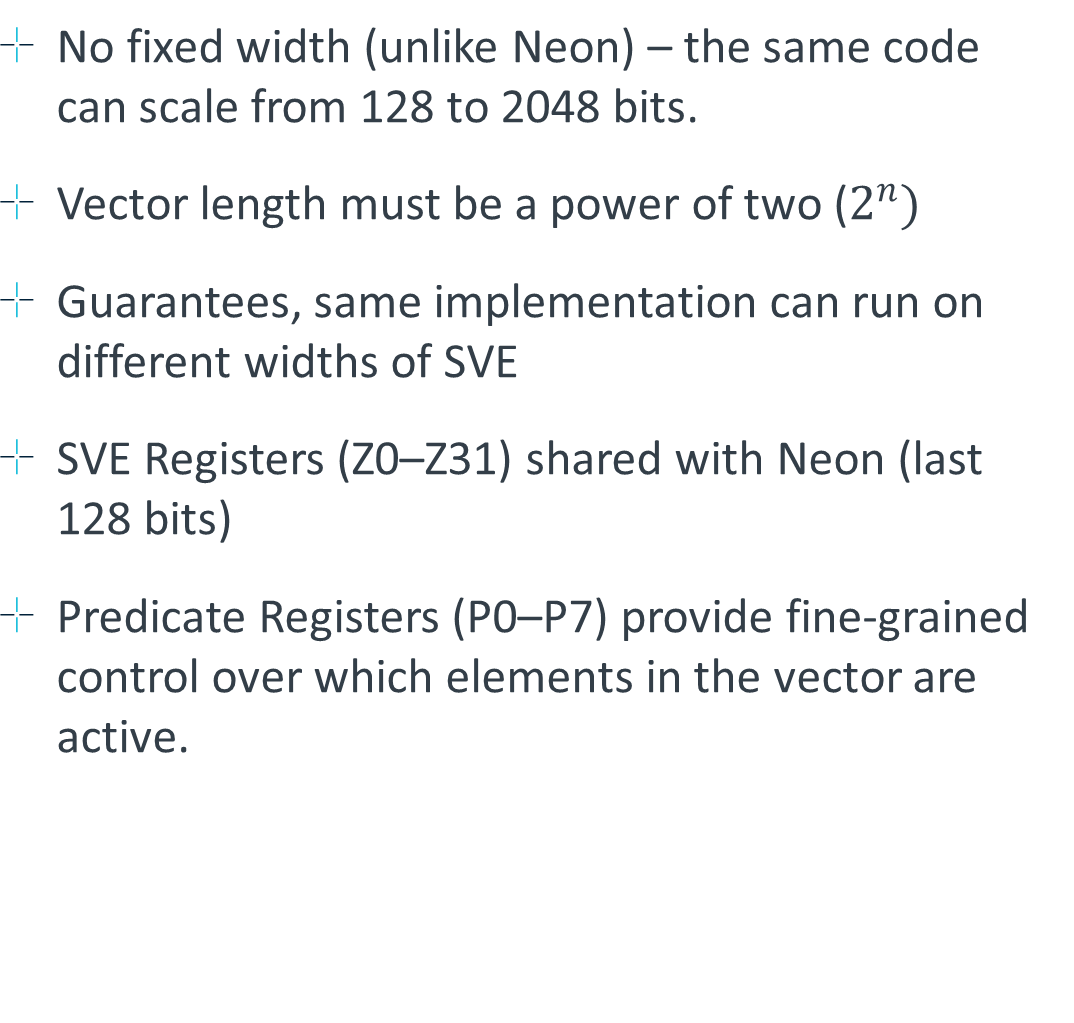 No fixed width (unlike Neon) – the same code
can scale from 128 to 2048 bits.
Vector length must be a power of two (2ⁿ)
Guarantees, same implementation can run on
different widths of SVE
SVE Registers (Z0–Z31) shared with Neon (last
128 bits)
Predicate Registers (P0–P7) provide fine-grained
control over which elements in the vector are
active.